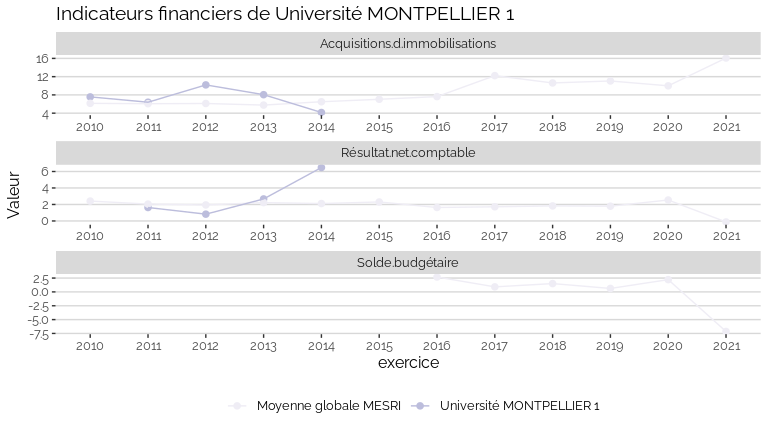 Indicateurs financiers de Université MONTPELLIER 1
Acquisitions.d.immobilisations
16
12
8
4
2010 2011 2012 2013 2014 2015 2016 2017 2018 2019 2020 2021
Résultat.net.comptable
6
4
2
0
2010 2011 2012 2013 2014 2015 2016 2017 2018 2019 2020 2021
Valeur
Solde.budgétaire
2.5
0.0
-2.5
-5.0
-7.5
2010 2011 2012 2013 2014 2015 2016 2017 2018 2019 2020 2021
exercice
Moyenne globale MESRI Université MONTPELLIER 1